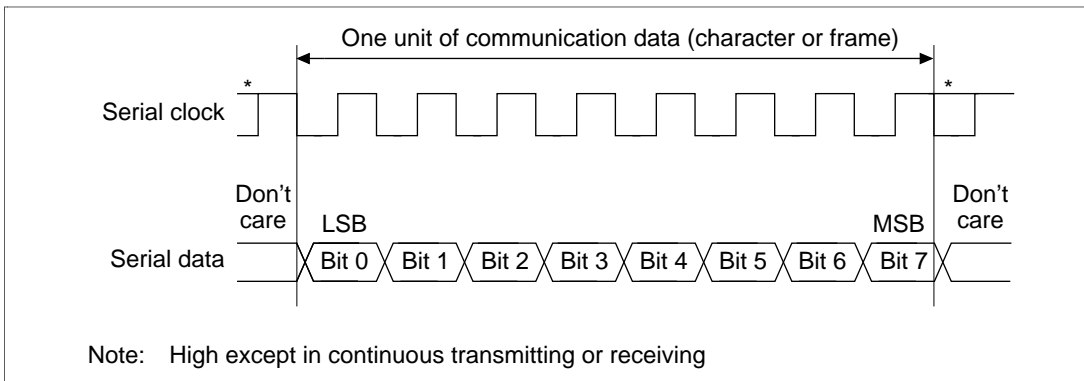 One unit of communication data (character or frame)
*
*
Serial clock
Don't care
Don't care
LSB
MSB
Serial data
Bit 0 Bit 1 Bit 2 Bit 3 Bit 4 Bit 5 Bit 6 Bit 7
Note: High except in continuous transmitting or receiving